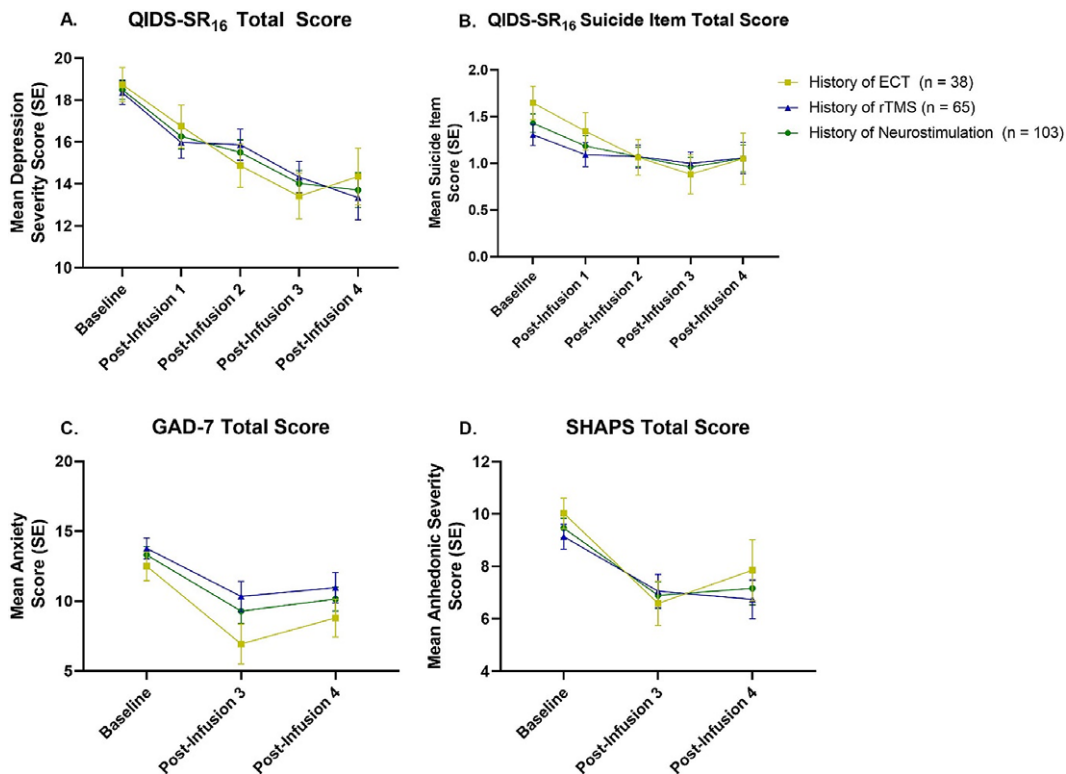 A. QIDS-SR16 Total Score
Mean Depression
Severity Score (SE)
20
18
16
14
12
10
Baseline
Post-Infusion 1
Post-Infusion 2
Post-Infusion 3
Post-Infusion 4
B. QIDS-SR16 Suicide Item Total Score
Mean Suicide Item
Score (SE)
2.0
1.5
1.0
0.5
0.0
Baseline
Post-Infusion 1
Post-Infusion 2
Post-Infusion 3
Post-Infusion 4
History of ECT (n = 38)
History of rTMS (n = 65)
History of Neurostimulation (n = 103)
C. GAD-7 Total Score
Mean Anxiety
Score (SE)
20
15
10
5
Baseline
Post-Infusion 3
Post-Infusion 4
D. SHAPS Total Score
Mean Anhedonic Severity
Score (SE)
12
10
8
6
4
Baseline
Post-Infusion 3
Post-Infusion 4